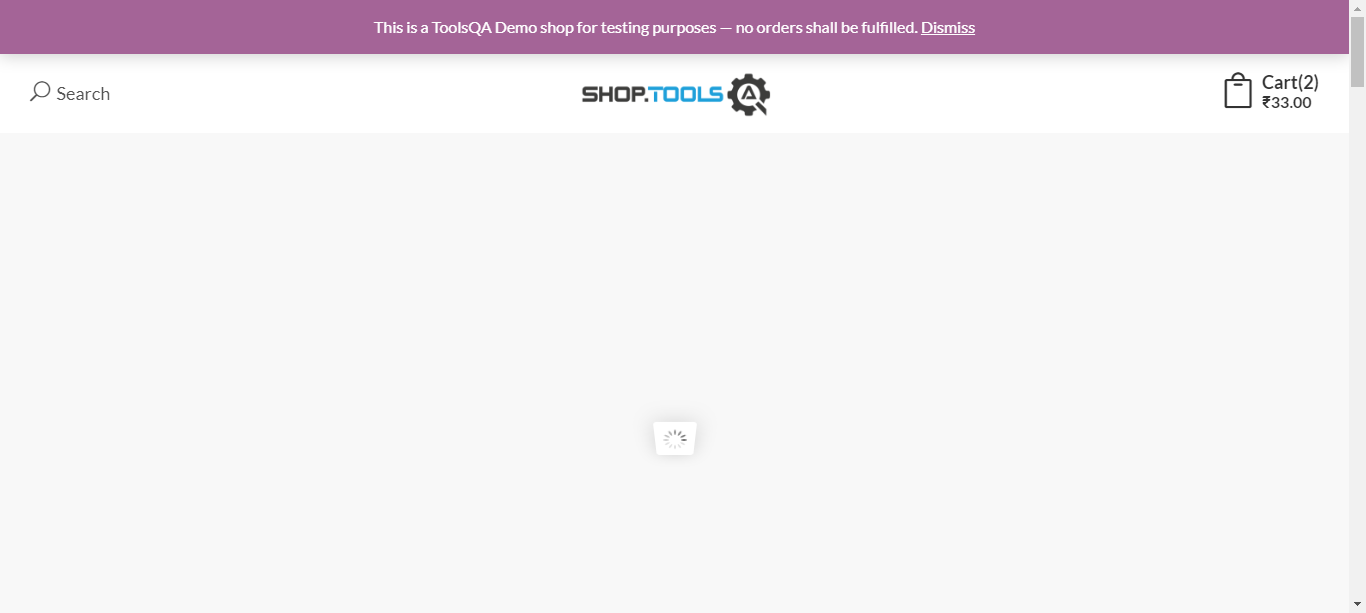 This is a ToolsQA Demo shop for testing purposes — no orders shall be fulfilled. Dismiss
Search
SHOP.TOOLS
Cart(2)
₹33.00